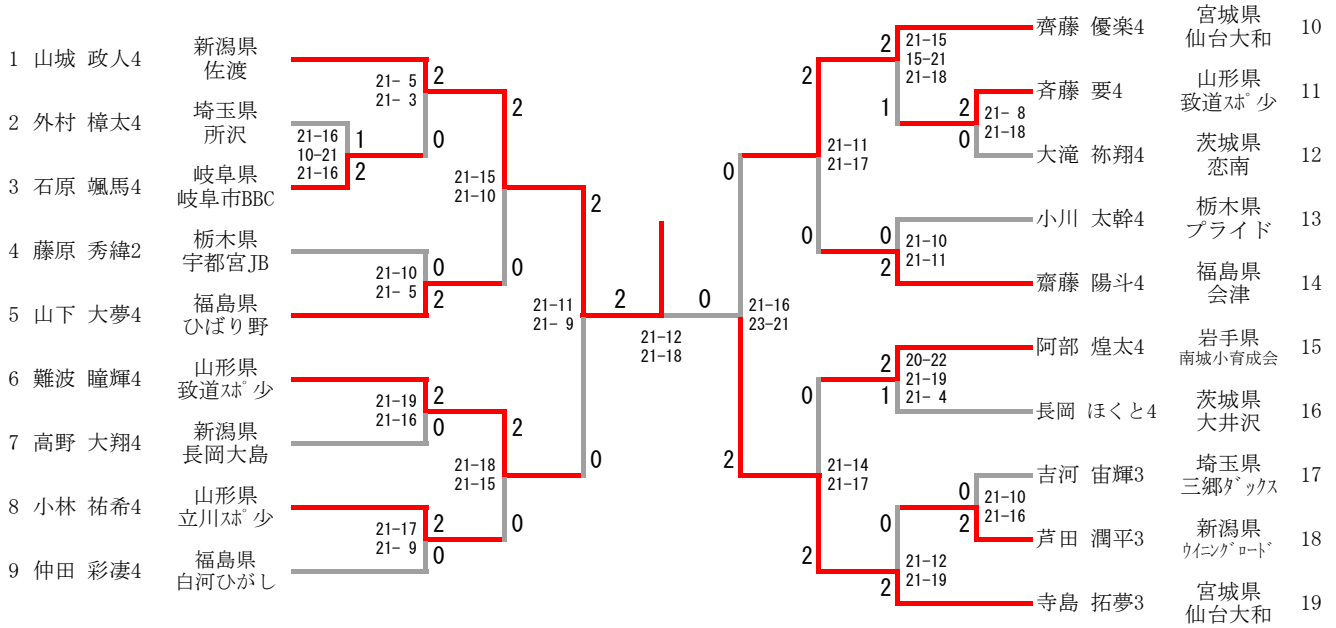 1 山城 政人4 新潟県
佐渡
2 外村 樟太4 埼玉県
所沢
3 石原 颯馬4 岐阜県
岐阜市BBC
4 藤原 秀緯2 栃木県
宇都宮JB
5 山下 大夢4 福島県
ひばり野
6 難波 瞳輝4 山形県
致道スポ少
7 高野 大翔4 新潟県
長岡大島
8 小林 祐希4 山形県
立川スポ少
9 仲田 彩凄4 福島県
白河ひがし
21- 5
21- 3
2
0
21-16
10-21
21-16
1
2
21-10
21- 5
0
2
21-19
21-16
2
0
21-17
21- 9
2
0
21-15
21-10
2
0
21-18
21-15
2
0
21-11
21- 9
2
0
2
0
21-12
21-18
0
2
21-16
23-21
2
0
21-11
21-17
0
2
21-14
21-17
2
1
21-15
15-21
21-18
2
0
21- 8
21-18
0
2
21-10
21-11
2
1
20-22
21-19
21- 4
0
2
21-12
21-19
0
2
21-10
21-16
齊藤 優楽4 宮城県 10
仙台大和
斉藤 要4 山形県 11
致道スポ少
大滝 祢翔4 茨城県 12
恋南
小川 太幹4 栃木県 13
プライド
齋藤 陽斗4 福島県 14
会津
阿部 煌太4 岩手県 15
南城小育成会
長岡 ほくと4 茨城県 16
大井沢
吉河 宙輝3 埼玉県 17
三郷ダックス
芦田 潤平3 新潟県 18
ウイニングロード
寺島 拓夢3 宮城県 19
仙台大和